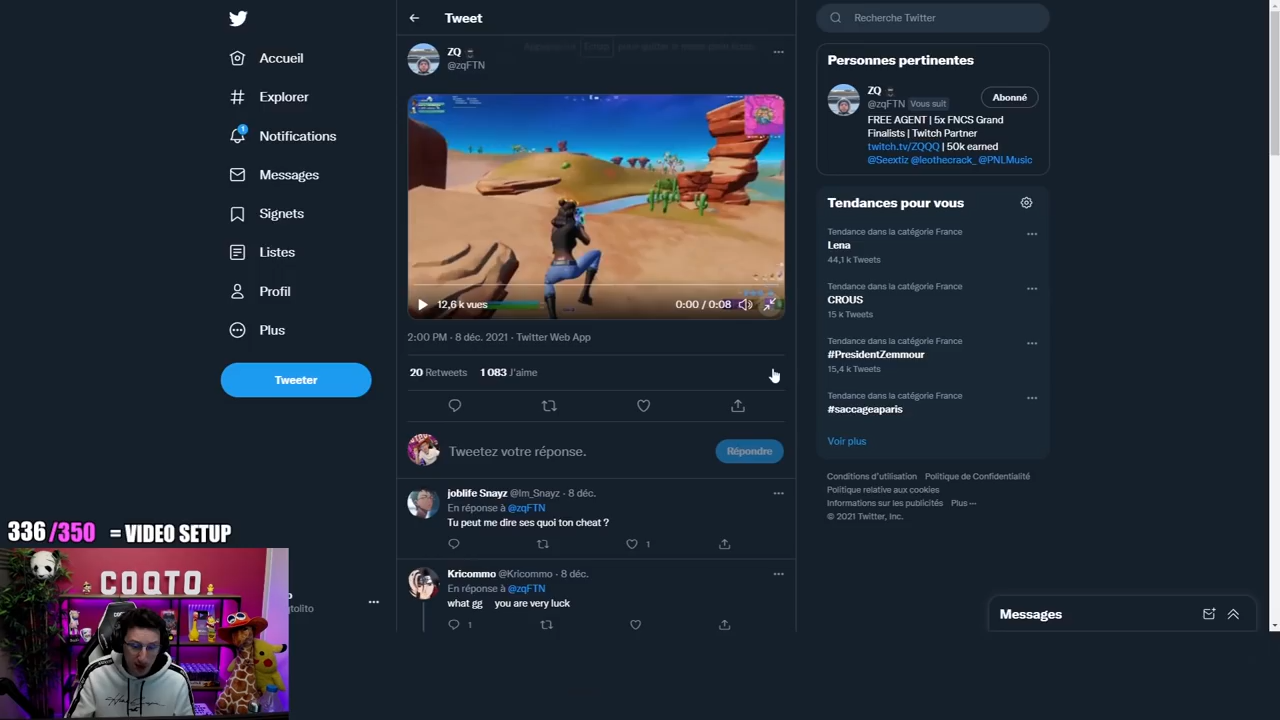 Accueil
Explorer
1
Notifications
Messages
Signets
Listes
Profil
Plus
Tweeter
Tweet
ZQ
@zqFTN
12,6 k vues
0:00 / 0:08
2:00 PM · 8 déc. 2021 · Twitter Web App
20 Retweets 1 083 J'aime
Tweetez votre réponse.
Répondre
joblife Snayz @Im_Snayz · 8 déc.
En réponse à @zqFTN
Tu peut me dire ses quoi ton cheat ?
1
Kricommo @Kricommo · 8 déc.
En réponse à @zqFTN
what gg you are very luck
1
Recherche Twitter
Personnes pertinentes
ZQ
@zqFTN Vous suit
Abonné
FREE AGENT | 5x FNCS Grand
Finalists | Twitch Partner
twitch.tv/ZQQQ | 50k earned
@Seextiz @leothecrack_ @PNLMusic
Tendances pour vous
Tendance dans la catégorie France
Lena
44,1 k Tweets
Tendance dans la catégorie France
CROUS
15 k Tweets
Tendance dans la catégorie France
#PresidentZemmour
15,4 k Tweets
Tendance dans la catégorie France
#saccageaparis
Voir plus
Conditions d'utilisation Politique de Confidentialité
Politique relative aux cookies
Informations sur les publicités Plus ···
© 2021 Twitter, Inc.
Messages
336/350 = VIDEO SETUP
COQTO